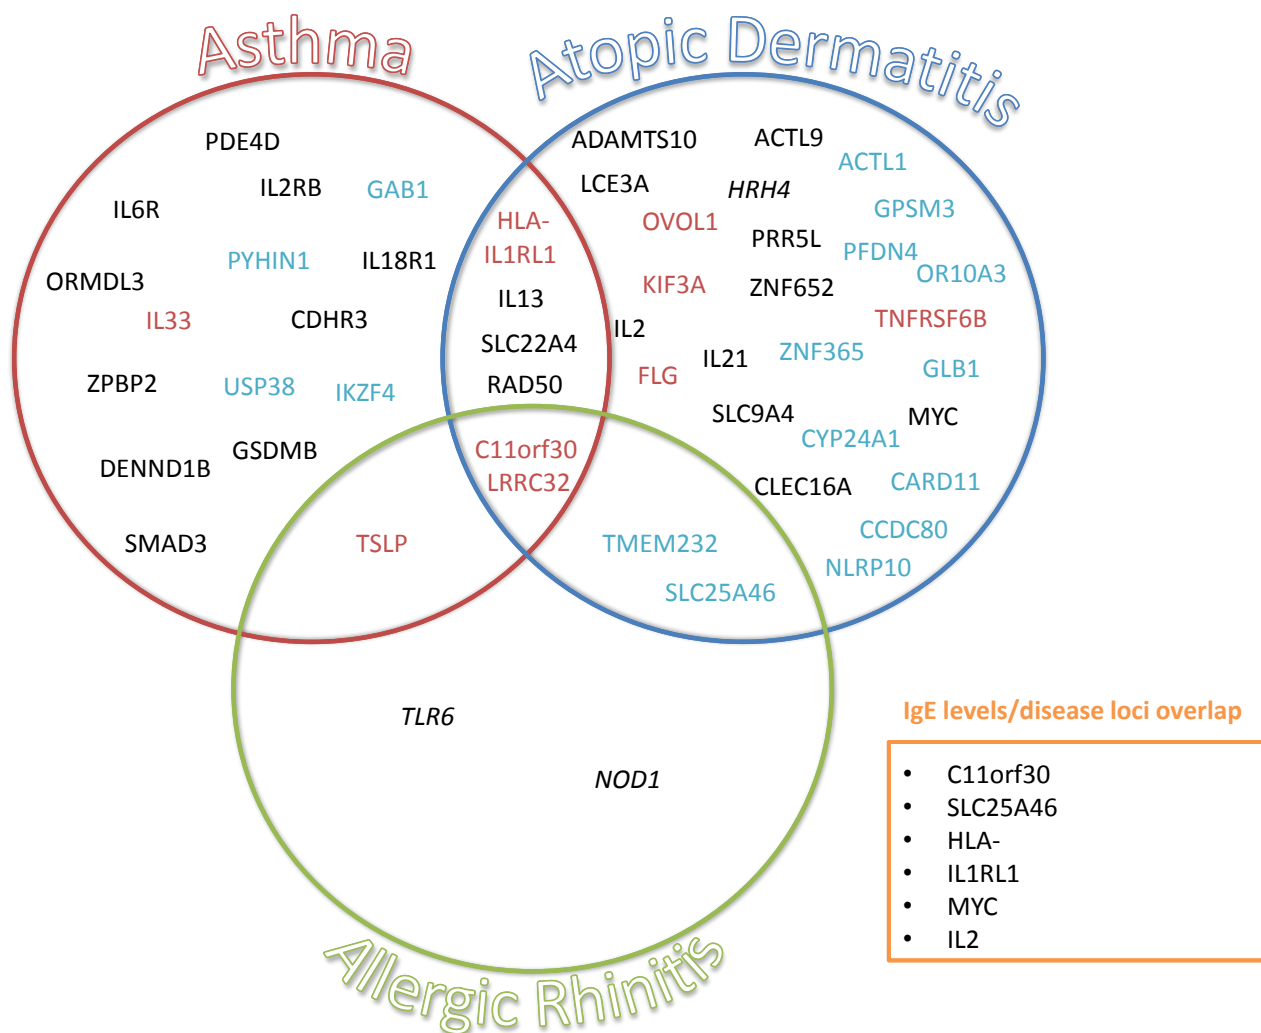 Asthma
Atopic Dermatitis
PDE4D
IL2RB
GAB1
IL6R
PYHIN1
IL18R1
ORMDL3
IL33
CDHR3
ZPBP2
USP38
IKZF4
GSDMB
DENND1B
SMAD3
HLA-
IL1RL1
IL13
SLC22A4
RAD50
C11orf30
LRRC32
TSLP
ADAMTS10
ACTL9
ACTL1
LCE3A
HRH4
GPSM3
OVOL1
PRR5L
PFDN4
OR10A3
KIF3A
ZNF652
TNFRSF6B
IL2
IL21
ZNF365
GLB1
FLG
SLC9A4
MYC
CYP24A1
CLEC16A
CARD11
CCDC80
NLRP10
TMEM232
SLC25A46
TLR6
NOD1
Allergic Rhinitis
IgE levels/disease loci overlap
• C11orf30
• SLC25A46
• HLA-
• IL1RL1
• MYC
• IL2